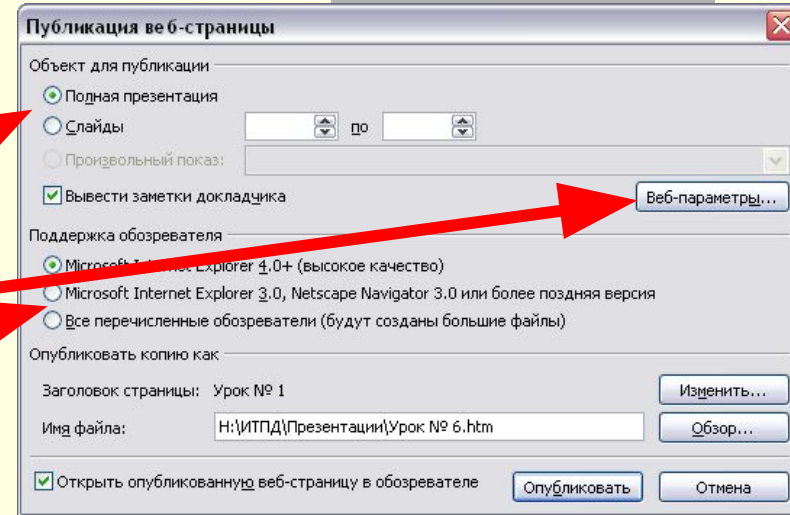 Публикация веб-страницы
Объект для публикации
Полная презентация
Слайды по
Произвольный показ:
Вывести заметки докладчика Веб-параметры...
Поддержка обозревателя
Microsoft Internet Explorer 4.0+ (высокое качество)
Microsoft Internet Explorer 3.0, Netscape Navigator 3.0 или более поздняя версия
Все перечисленные обозреватели (будут созданы большие файлы)
Опубликовать копию как
Заголовок страницы: Урок № 1 Изменить...
Имя файла: H:\ИТПД\Презентации\Урок № 6.htm Обзор...
Открыть опубликованную веб-страницу в обозревателе Опубликовать Отмена